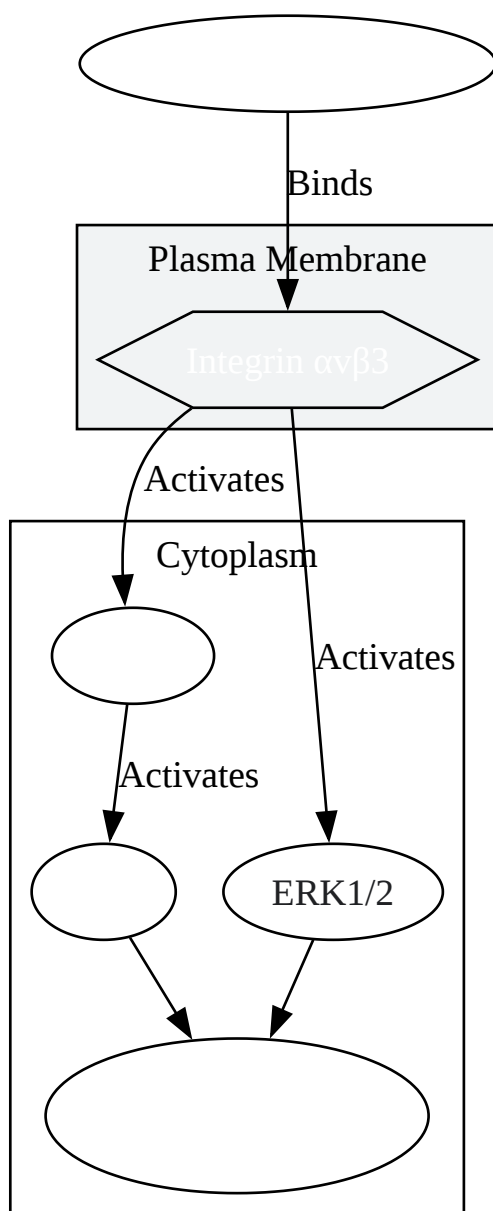 Binds
Plasma Membrane
Integrin αvβ3
Activates
Cytoplasm
Activates
Activates
ERK1/2